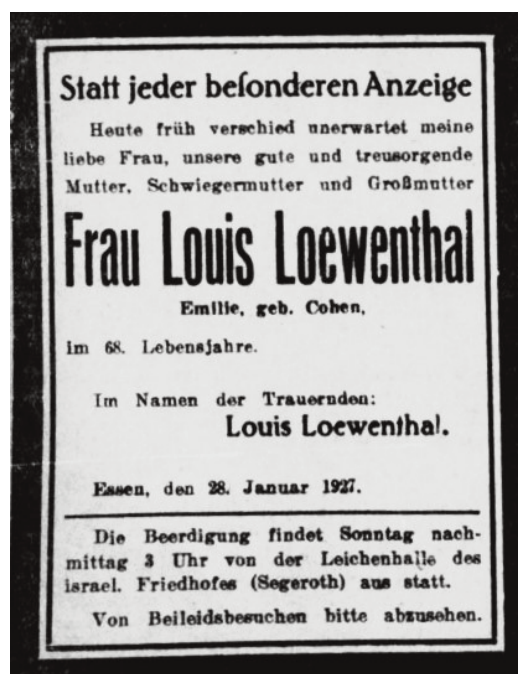 Statt jeder besonderen Anzeige
Heute früh verschied unerwartet meine
liebe Frau, unsere gute und treusorgende
Mutter, Schwiegermutter und Großmutter
Frau Louis Loewenthal
Emilie, geb. Cohen,
im 68. Lebensjahre.
Im Namen der Trauernden:
Louis Loewenthal.
Essen, den 28. Januar 1927.
Die Beerdigung findet Sonntag nach-
mittag 3 Uhr von der Leichenhalle des
israel. Friedhofes (Segeroth) aus statt.
Von Beileidsbesuchen bitte abzusehen.